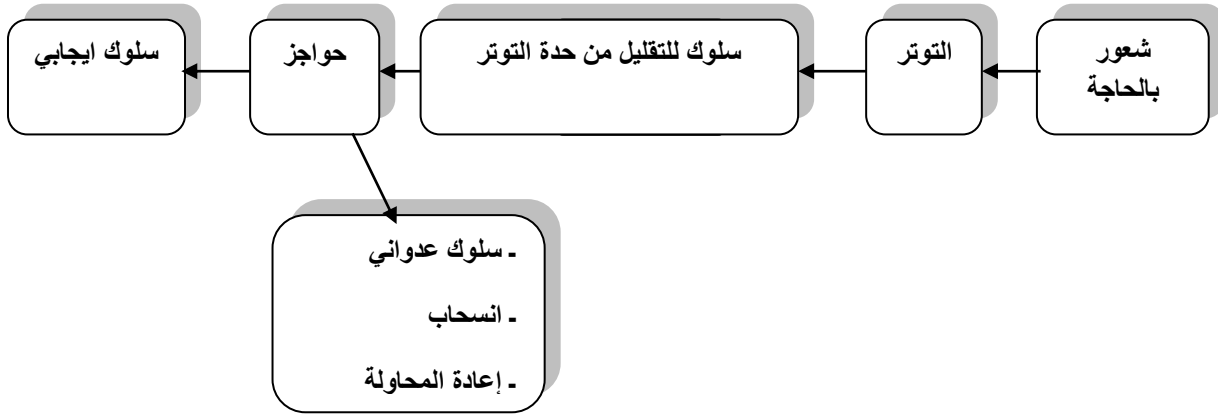 شعور
بالحاجة
التوتر
سلوك للتقليل من حدة التوتر
حواجز
سلوك ايجابي
ـ سلوك عدواني
ـ انسحاب
ـ إعادة المحاولة